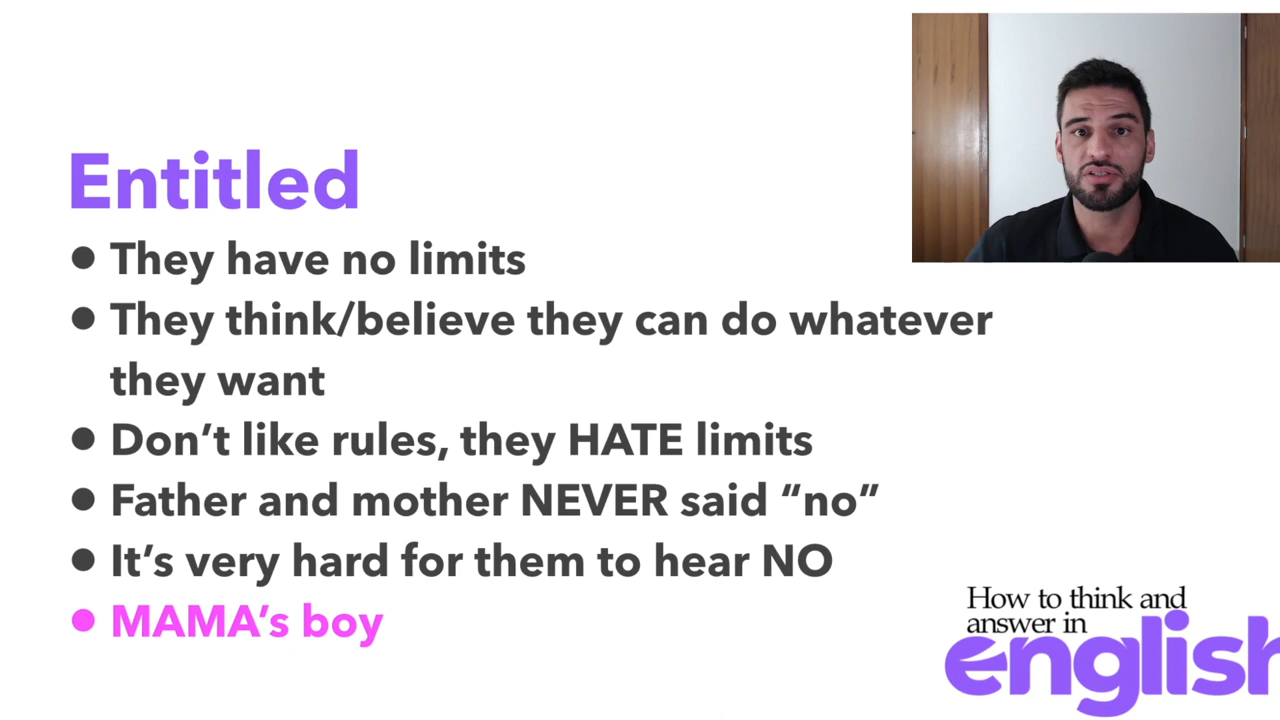 Entitled
• They have no limits
• They think/believe they can do whatever
they want
• Don’t like rules, they HATE limits
• Father and mother NEVER said “no”
• It’s very hard for them to hear NO
• MAMA’s boy
How to think and
answer in
english